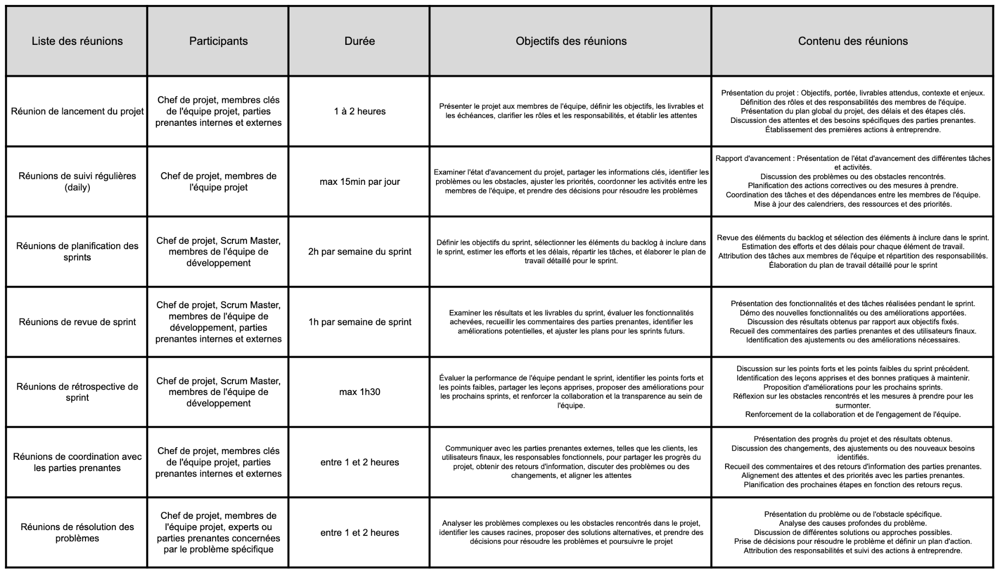 Liste des réunions
Participants
Durée
Objectifs des réunions
Contenu des réunions
Réunion de lancement du projet
Chef de projet, membres clés
de l'équipe projet, parties
prenantes internes et externes
1 à 2 heures
Présenter le projet aux membres de l'équipe, définir les objectifs, les livrables et
les échéances, clarifier les rôles et les responsabilités, et établir les attentes
Présentation du projet : Objectifs, portée, livrables attendus, contexte et enjeux.
Définition des rôles et des responsabilités des membres de l'équipe.
Présentation du plan global du projet, des délais et des étapes clés.
Discussion des attentes et des besoins spécifiques des parties prenantes.
Établissement des premières actions à entreprendre.
Réunions de suivi régulières
(daily)
Chef de projet, membres de
l'équipe projet
max 15min par jour
Examiner l'état d'avancement du projet, partager les informations clés, identifier les
problèmes ou les obstacles, ajuster les priorités, coordonner les activités entre les
membres de l'équipe, et prendre des décisions pour résoudre les problèmes
Rapport d'avancement : Présentation de l'état d'avancement des différentes tâches
et activités.
Discussion des problèmes ou des obstacles rencontrés.
Planification des actions correctives ou des mesures à prendre.
Coordination des tâches et des dépendances entre les membres de l'équipe.
Mise à jour des calendriers, des ressources et des priorités.
Réunions de planification des
sprints
Chef de projet, Scrum Master,
membres de l'équipe de
développement
2h par semaine du sprint
Définir les objectifs du sprint, sélectionner les éléments du backlog à inclure dans
le sprint, estimer les efforts et les délais, répartir les tâches, et élaborer le plan de
travail détaillé pour le sprint.
Revue des éléments du backlog et sélection des éléments à inclure dans le sprint.
Estimation des efforts et des délais pour chaque élément de travail.
Attribution des tâches aux membres de l'équipe et répartition des responsabilités.
Élaboration du plan de travail détaillé pour le sprint
Réunions de revue de sprint
Chef de projet, Scrum Master,
membres de l'équipe de
développement, parties
prenantes internes et externes
1h par semaine de sprint
Examiner les résultats et les livrables du sprint, évaluer les fonctionnalités
achevées, recueillir les commentaires des parties prenantes, identifier les
améliorations potentielles, et ajuster les plans pour les sprints futurs.
Présentation des fonctionnalités et des tâches réalisées pendant le sprint.
Démo des nouvelles fonctionnalités ou des améliorations apportées.
Discussion des résultats obtenus par rapport aux objectifs fixés.
Recueil des commentaires des parties prenantes et des utilisateurs finaux.
Identification des ajustements ou des améliorations nécessaires.
Réunions de rétrospective de
sprint
Chef de projet, Scrum Master,
membres de l'équipe de
développement
max 1h30
Évaluer la performance de l'équipe pendant le sprint, identifier les points forts et
les points faibles, partager les leçons apprises, proposer des améliorations pour
les prochains sprints, et renforcer la collaboration et la transparence au sein de
l'équipe.
Discussion sur les points forts et les points faibles du sprint précédent.
Identification des leçons apprises et des bonnes pratiques à maintenir.
Proposition d'améliorations pour les prochains sprints.
Réflexion sur les obstacles rencontrés et les mesures à prendre pour les
surmonter.
Renforcement de la collaboration et de l'engagement de l'équipe.
Réunions de coordination avec
les parties prenantes
Chef de projet, membres clés
de l'équipe projet, parties
prenantes internes et externes
entre 1 et 2 heures
Communiquer avec les parties prenantes externes, telles que les clients, les
utilisateurs finaux, les responsables fonctionnels, pour partager les progrès du
projet, obtenir des retours d'information, discuter des problèmes ou des
changements, et aligner les attentes
Présentation des progrès du projet et des résultats obtenus.
Discussion des changements, des ajustements ou des nouveaux besoins
identifiés.
Recueil des commentaires et des retours d'information des parties prenantes.
Alignement des attentes et des priorités avec les parties prenantes.
Planification des prochaines étapes en fonction des retours reçus.
Réunions de résolution des
problèmes
Chef de projet, membres de
l'équipe projet, experts ou
parties prenantes concernées
par le problème spécifique
entre 1 et 2 heures
Analyser les problèmes complexes ou les obstacles rencontrés dans le projet,
identifier les causes racines, proposer des solutions alternatives, et prendre des
décisions pour résoudre les problèmes et poursuivre le projet
Présentation du problème ou de l'obstacle spécifique.
Analyse des causes profondes du problème.
Discussion de différentes solutions ou approches possibles.
Prise de décisions pour résoudre le problème et définir un plan d'action.
Attribution des responsabilités et suivi des actions à entreprendre.